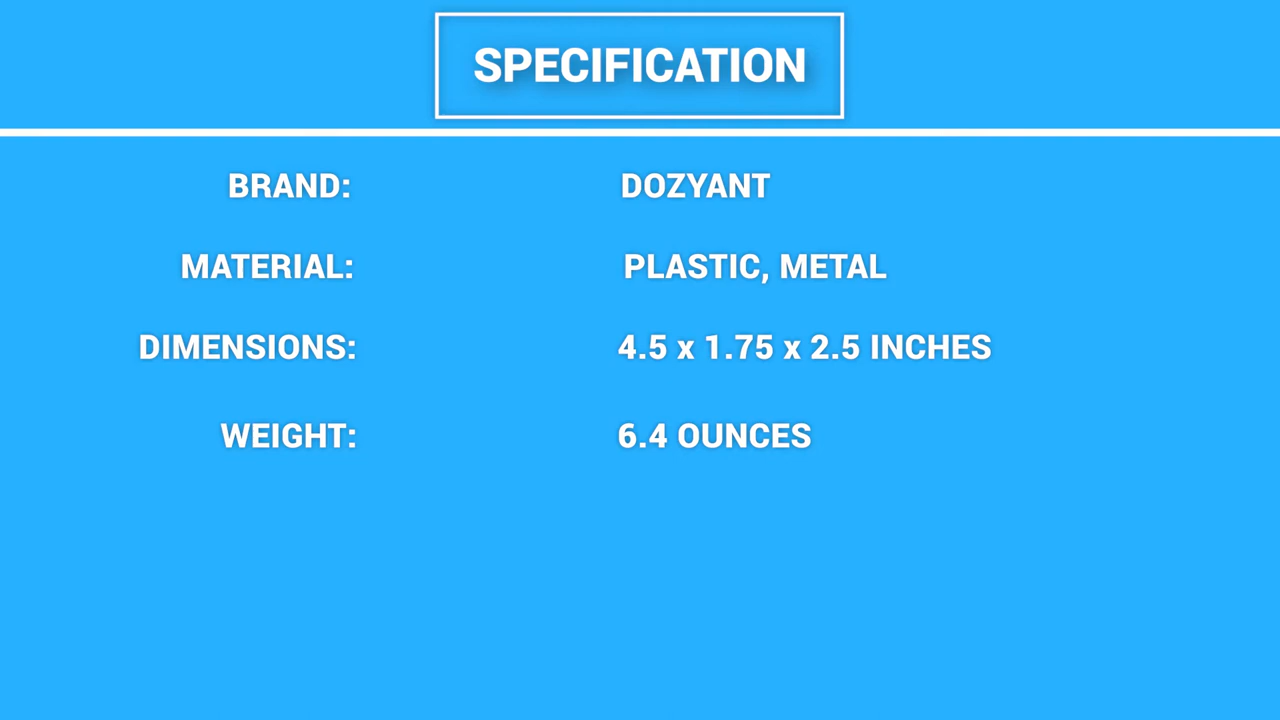 SPECIFICATION
BRAND: DOZYANT
MATERIAL: PLASTIC, METAL
DIMENSIONS: 4.5 x 1.75 x 2.5 INCHES
WEIGHT: 6.4 OUNCES